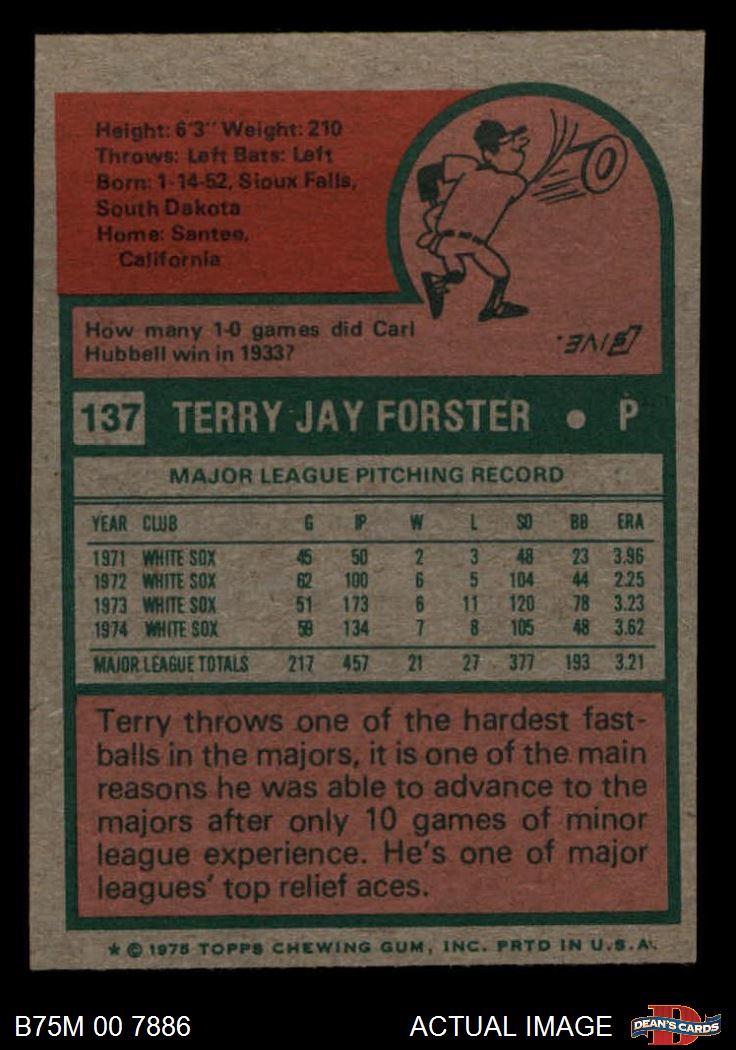 Height: 6'3" Weight: 210
Throws: Left Bats: Left
Born: 1-14-52, Sioux Falls,
South Dakota
Home: Santee,
California
How many 1-0 games did Carl
Hubbell win in 1933?
FIVE.
137 TERRY JAY FORSTER • P
MAJOR LEAGUE PITCHING RECORD
YEAR CLUB G IP W L SO BB ERA
1971 WHITE SOX 45 50 2 3 48 23 3.96
1972 WHITE SOX 62 100 6 5 104 44 2.25
1973 WHITE SOX 51 173 6 11 120 78 3.23
1974 WHITE SOX 59 134 7 8 105 48 3.62
MAJOR LEAGUE TOTALS 217 457 21 27 377 193 3.21
Terry throws one of the hardest fast-
balls in the majors, it is one of the main
reasons he was able to advance to the
majors after only 10 games of minor
league experience. He's one of major
leagues' top relief aces.
* © 1975 TOPPS CHEWING GUM, INC. PRTD IN U.S.A.
B75M 00 7886 ACTUAL IMAGE DEAN'S CARDS